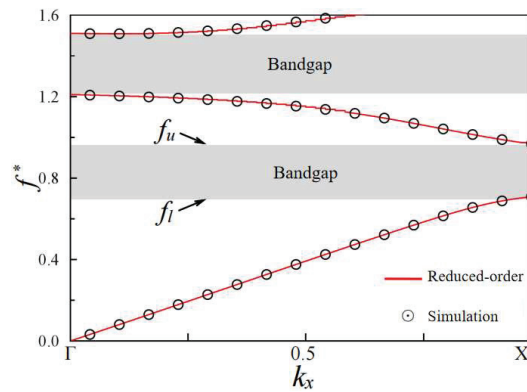 1.6
Bandgap
1.2
f_u
f*
Bandgap
0.8
f_l
0.4
Reduced-order
Simulation
0.0
Γ
0.5
X
k_x